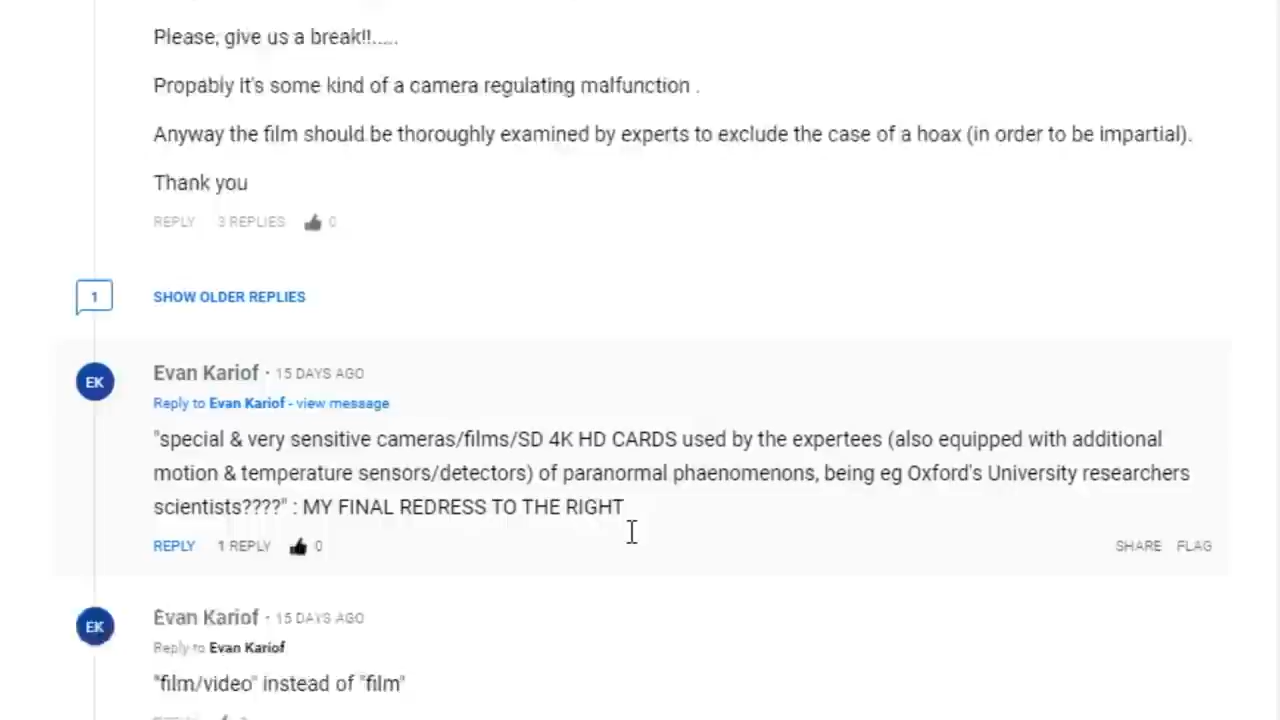 Please, give us a break!!......
Propably it's some kind of a camera regulating malfunction .
Anyway the film should be thoroughly examined by experts to exclude the case of a hoax (in order to be impartial).
Thank you
REPLY 3 REPLIES 0
1 SHOW OLDER REPLIES
EK Evan Kariof · 15 DAYS AGO
Reply to Evan Kariof - view message
"special & very sensitive cameras/films/SD 4K HD CARDS used by the expertees (also equipped with additional
motion & temperature sensors/detectors) of paranormal phaenomenons, being eg Oxford's University researchers
scientists????" : MY FINAL REDRESS TO THE RIGHT
REPLY 1 REPLY 0 SHARE FLAG
EK Evan Kariof · 15 DAYS AGO
Reply to Evan Kariof
"film/video" instead of "film"